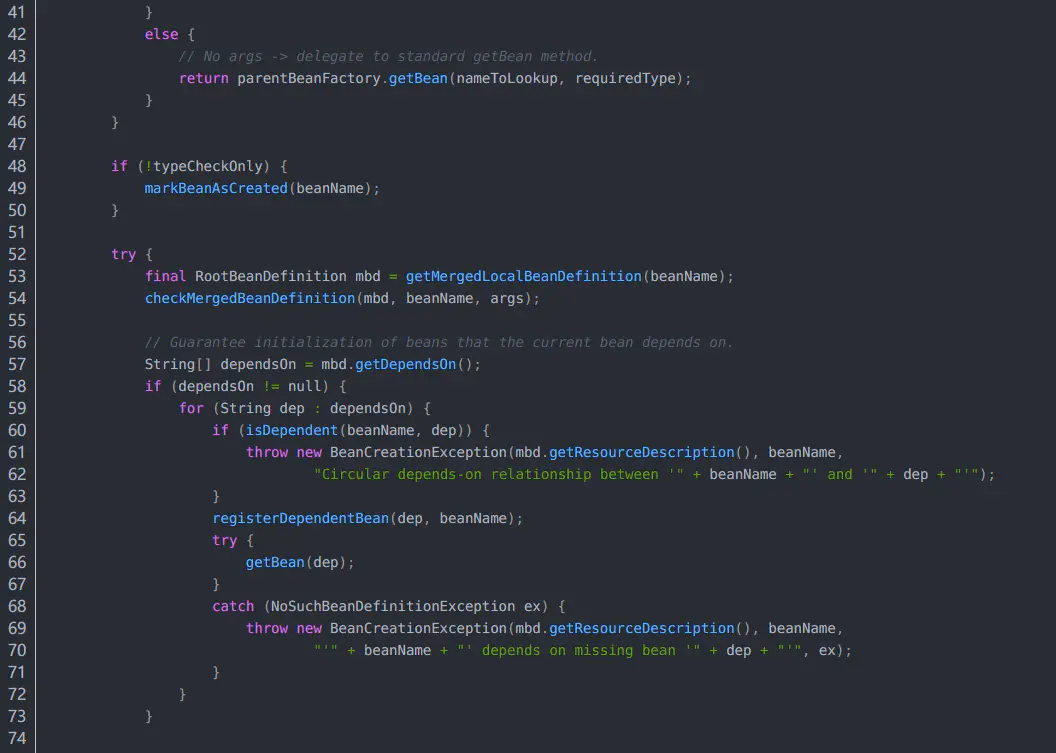 41             }
42             else {
43                 // No args -> delegate to standard getBean method.
44                 return parentBeanFactory.getBean(nameToLookup, requiredType);
45             }
46         }
47
48         if (!typeCheckOnly) {
49             markBeanAsCreated(beanName);
50         }
51
52         try {
53             final RootBeanDefinition mbd = getMergedLocalBeanDefinition(beanName);
54             checkMergedBeanDefinition(mbd, beanName, args);
55
56             // Guarantee initialization of beans that the current bean depends on.
57             String[] dependsOn = mbd.getDependsOn();
58             if (dependsOn != null) {
59                 for (String dep : dependsOn) {
60                     if (isDependent(beanName, dep)) {
61                         throw new BeanCreationException(mbd.getResourceDescription(), beanName,
62                                 "Circular depends-on relationship between '" + beanName + "' and '" + dep + "'");
63                     }
64                     registerDependentBean(dep, beanName);
65                     try {
66                         getBean(dep);
67                     }
68                     catch (NoSuchBeanDefinitionException ex) {
69                         throw new BeanCreationException(mbd.getResourceDescription(), beanName,
70                                 "'" + beanName + "' depends on missing bean '" + dep + "'", ex);
71                     }
72                 }
73             }
74